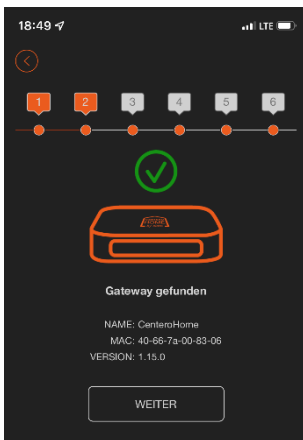 18:49 LTE
1 2 3 4 5 6
HOME
Gateway gefunden
NAME: CenteroHome
MAC: 40-66-7a-00-83-06
VERSION: 1.15.0
WEITER